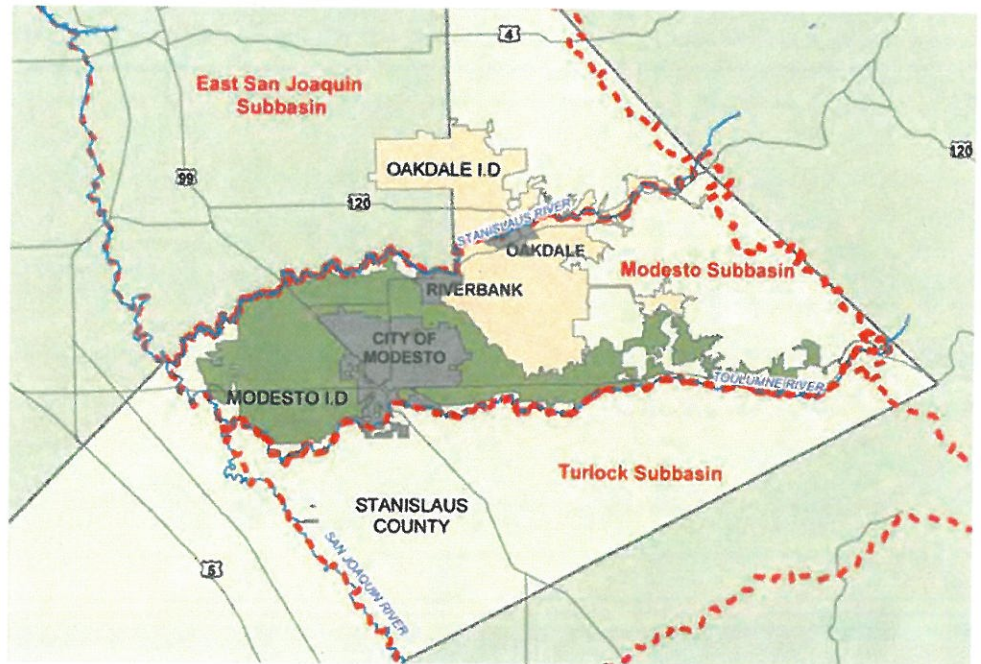 4
East San Joaquin
Subbasin
120
OAKDALE I.D
99
120
STANISLAUS RIVER
OAKDALE
Modesto Subbasin
RIVERBANK
CITY OF
MODESTO
TOULUMNE RIVER
MODESTO I.D
Turlock Subbasin
STANISLAUS
COUNTY
SAN JOAQUIN RIVER
5